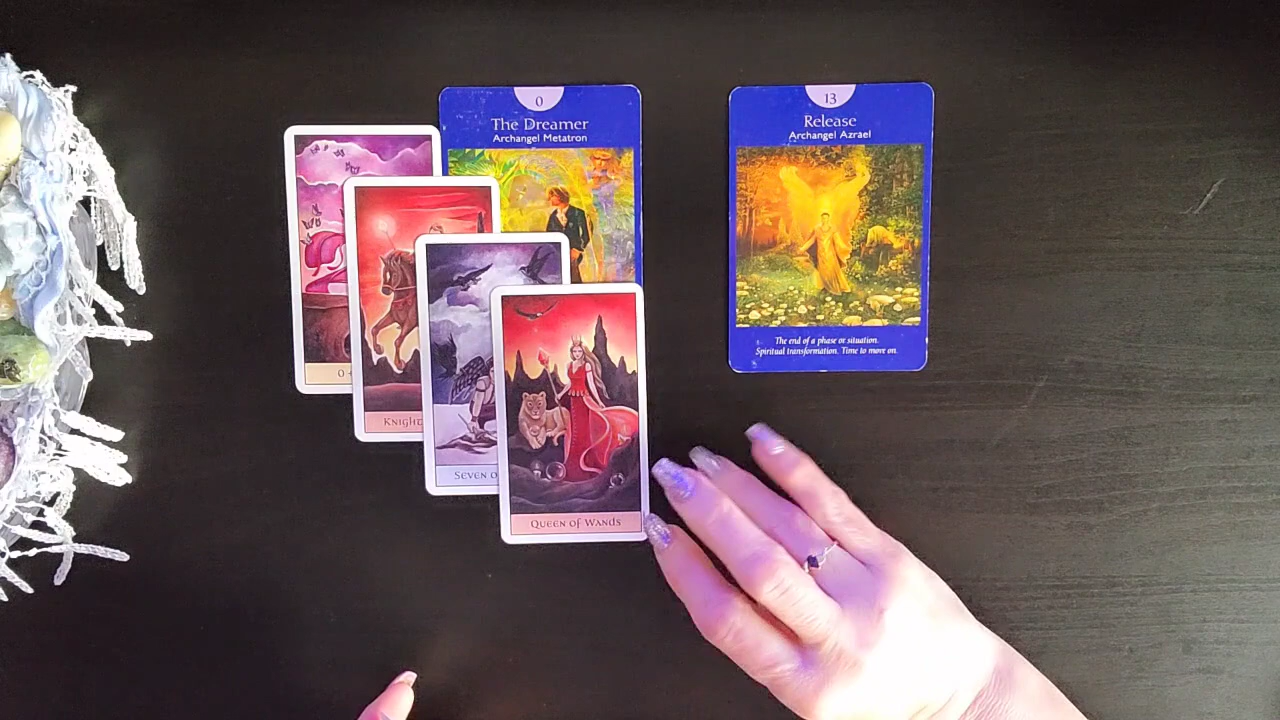 0
The Dreamer
Archangel Metatron
13
Release
Archangel Azrael
The end of a phase or situation.
Spiritual transformation. Time to move on.
0
Knight
Seven o
Queen of Wands